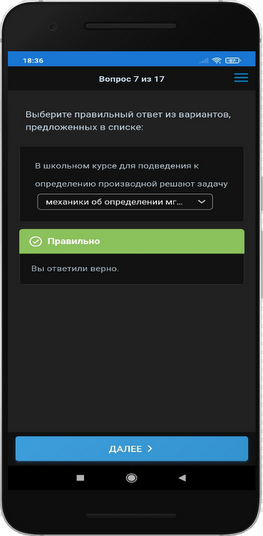 18:36
Вопрос 7 из 17
Выберите правильный ответ из вариантов,
предложенных в списке:
В школьном курсе для подведения к
определению производной решают задачу
механики об определении мг...
Правильно
Вы ответили верно.
ДАЛЕЕ